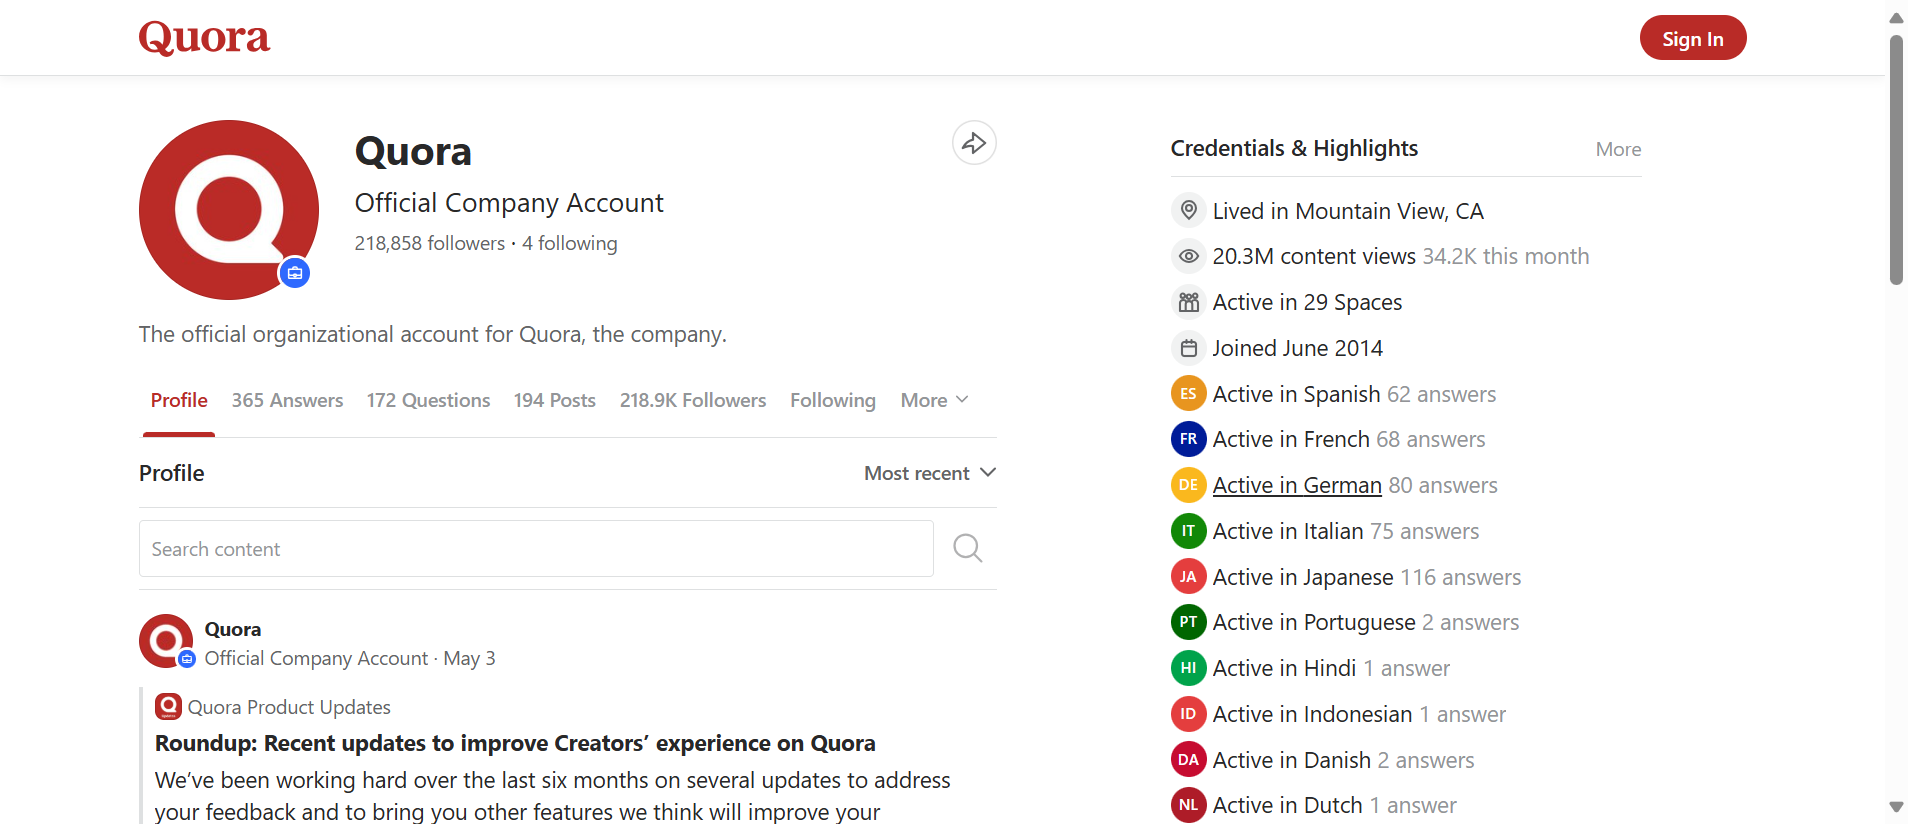 Quora
Sign In
Quora
Official Company Account
218,858 followers · 4 following
The official organizational account for Quora, the company.
Profile 365 Answers 172 Questions 194 Posts 218.9K Followers Following More
Profile
Most recent
Search content
Quora
Official Company Account · May 3
Quora Product Updates
Roundup: Recent updates to improve Creators’ experience on Quora
We’ve been working hard over the last six months on several updates to address
your feedback and to bring you other features we think will improve your
Credentials & Highlights More
Lived in Mountain View, CA
20.3M content views 34.2K this month
Active in 29 Spaces
Joined June 2014
ES Active in Spanish 62 answers
FR Active in French 68 answers
DE Active in German 80 answers
IT Active in Italian 75 answers
JA Active in Japanese 116 answers
PT Active in Portuguese 2 answers
HI Active in Hindi 1 answer
ID Active in Indonesian 1 answer
DA Active in Danish 2 answers
NL Active in Dutch 1 answer